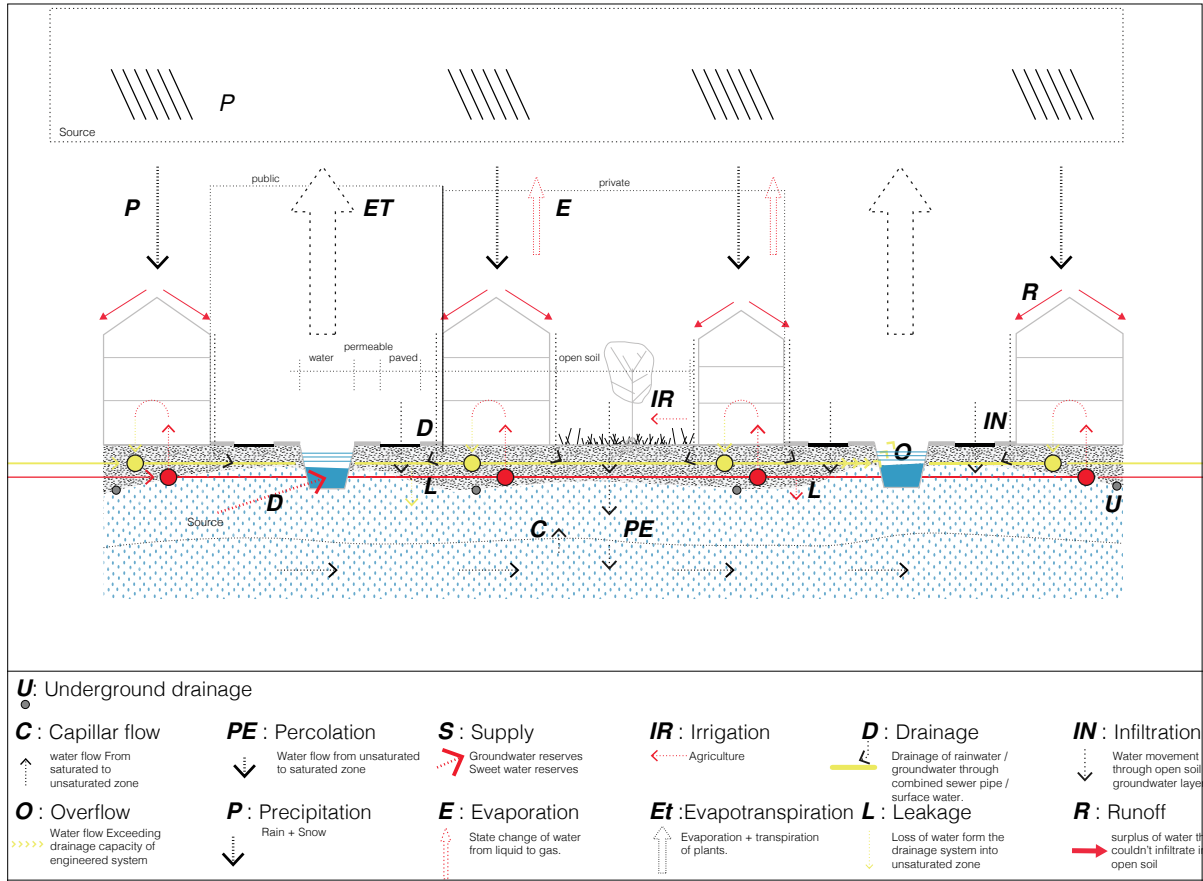 P
Source
public
private
P
ET
E
R
permeable
water
paved
open soil
IR
D
IN
O
L
D
L
U
Source
C
PE
U: Underground drainage
C : Capillar flow
water flow From
saturated to
unsaturated zone
PE : Percolation
Water flow from unsaturated
to saturated zone
S : Supply
Groundwater reserves
Sweet water reserves
IR : Irrigation
Agriculture
D : Drainage
Drainage of rainwater /
groundwater through
combined sewer pipe /
surface water.
IN : Infiltration
Water movement
through open soil
groundwater laye
O : Overflow
Water flow Exceeding
drainage capacity of
engineered system
P : Precipitation
Rain + Snow
E : Evaporation
State change of water
from liquid to gas.
Et :Evapotranspiration
Evaporation + transpiration
of plants.
L : Leakage
Loss of water form the
drainage system into
unsaturated zone
R : Runoff
surplus of water th
couldn't infiltrate in
open soil